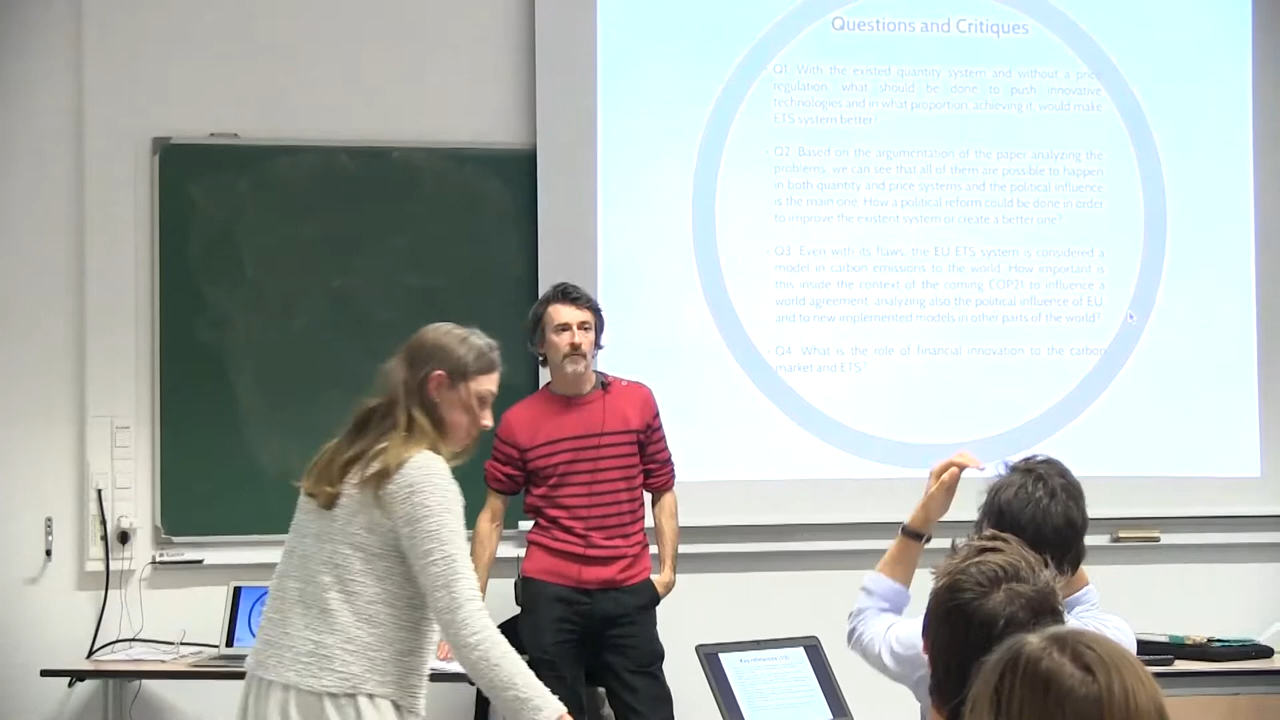 Questions and Critiques
Q1. With the existed quantity system and without a price
regulation, what should be done to push innovative
technologies and in what proportion, achieving it, would make
ETS system better?
Q2. Based on the argumentation of the paper analyzing the
problems, we can see that all of them are possible to happen
in both quantity and price systems and the political influence
is the main one. How a political reform could be done in order
to improve the existent system or create a better one?
Q3. Even with its flaws, the EU ETS system is considered a
model in carbon emissions to the world. How important is
this inside the context of the coming COP21 to influence a
world agreement, analyzing also the political influence of EU
and to new implemented models in other parts of the world?
Q4. What is the role of financial innovation to the carbon
market and ETS?
Key references